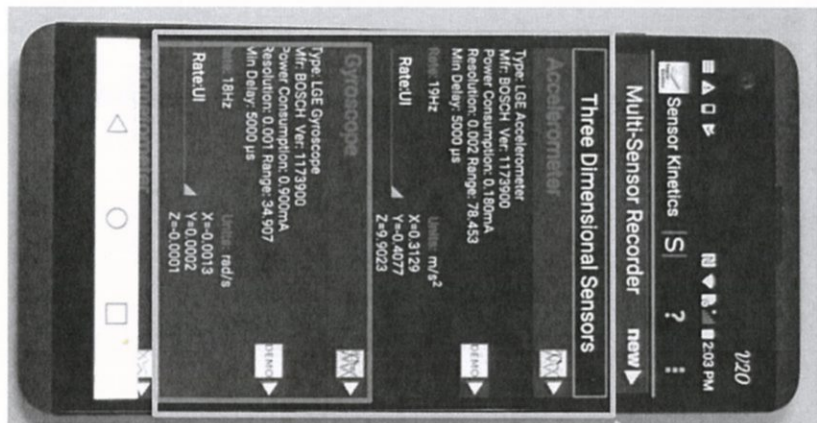 V20
2:03 PM
Sensor Kinetics |S| ?
Multi-Sensor Recorder new
Three Dimensional Sensors
Accelerometer
Type: LGE Accelerometer
Mfr: BOSCH Ver: 1173900
Power Consumption: 0.180mA
Resolution: 0.002 Range: 78.453
Min Delay: 5000 μs
DEMO
Rate: 19Hz Units: m/s²
X=0.3129
Rate:UI Y=-0.4077
Z=9.9023
Gyroscope
Type: LGE Gyroscope
Mfr: BOSCH Ver: 1173900
Power Consumption: 0.900mA
Resolution: 0.001 Range: 34.907
Min Delay: 5000 μs
DEMO
Rate: 18Hz Units: rad/s
X=-0.0013
Rate:UI Y=0.0002
Z=-0.0001
Magnetometer